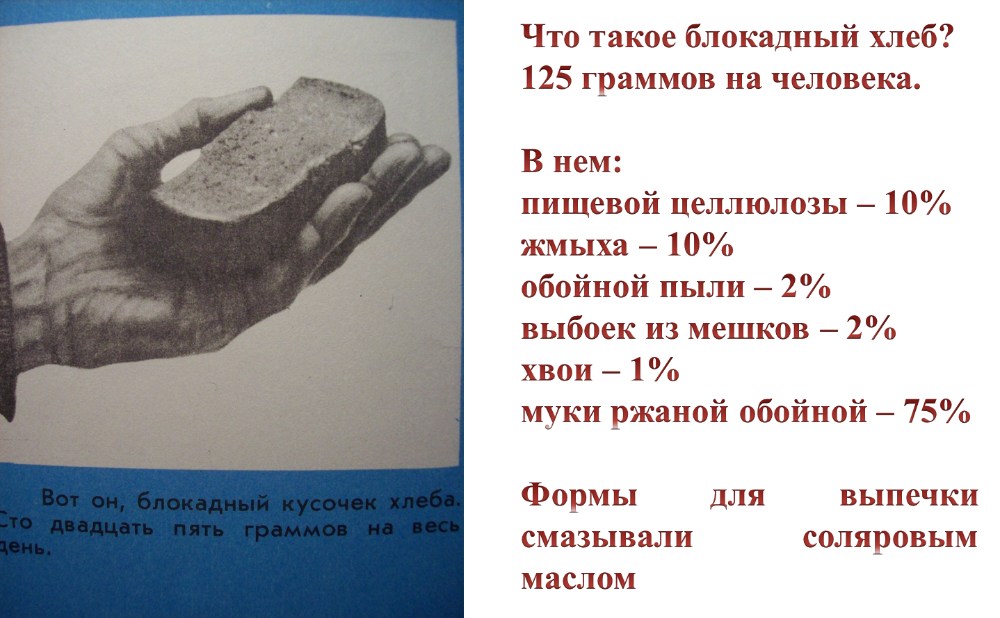 Вот он, блокадный кусочек хлеба.
Сто двадцать пять граммов на весь
день.
Что такое блокадный хлеб?
125 граммов на человека.
В нем:
пищевой целлюлозы – 10%
жмыха – 10%
обойной пыли – 2%
выбоек из мешков – 2%
хвои – 1%
муки ржаной обойной – 75%
Формы для выпечки
смазывали соляровым
маслом